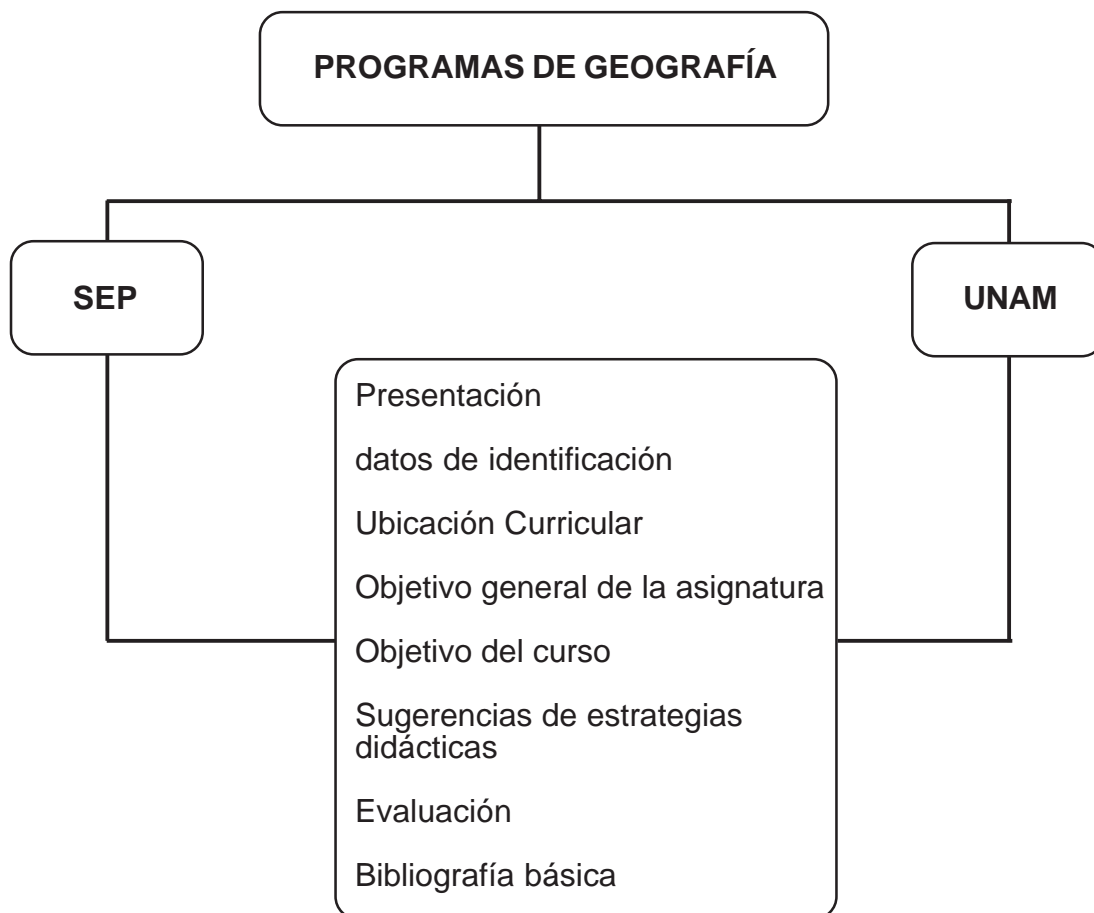 PROGRAMAS DE GEOGRAFÍA
SEP
UNAM
Presentación
datos de identificación
Ubicación Curricular
Objetivo general de la asignatura
Objetivo del curso
Sugerencias de estrategias
didácticas
Evaluación
Bibliografía básica